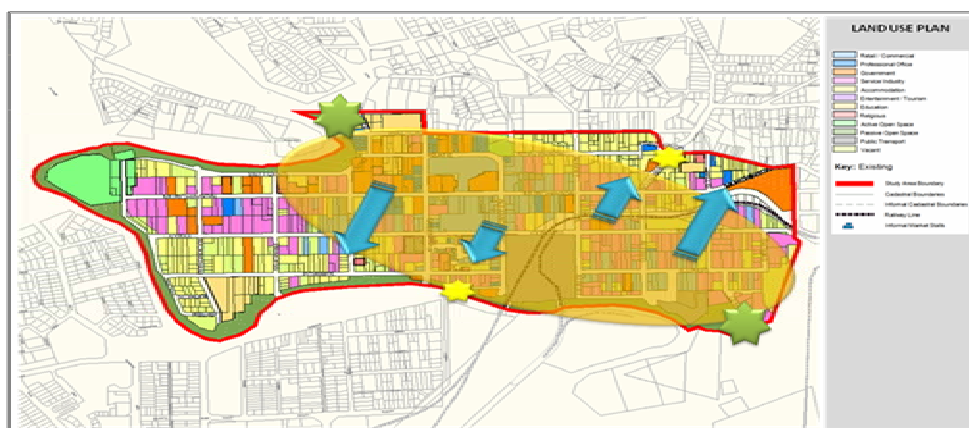 LAND USE PLAN
Retail / Commercial
Professional Office
Government
Service Industry
Accommodation
Entertainment / Tourism
Education
Religious
Active Open Space
Passive Open Space
Public Transport
Vacant
Key: Existing
Study Area Boundary
Cadastral Boundaries
Informal Cadastral Boundaries
Railway Line
Informal Market Stalls